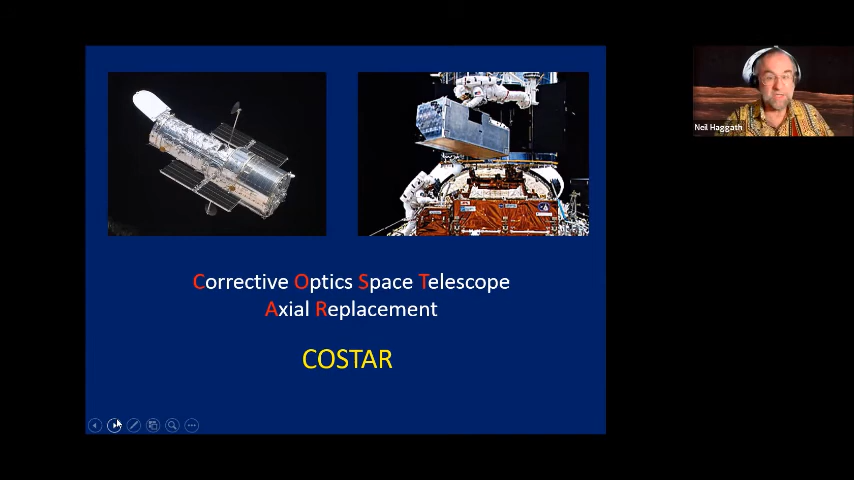 Corrective Optics Space Telescope
Axial Replacement
COSTAR
Neil Haggath